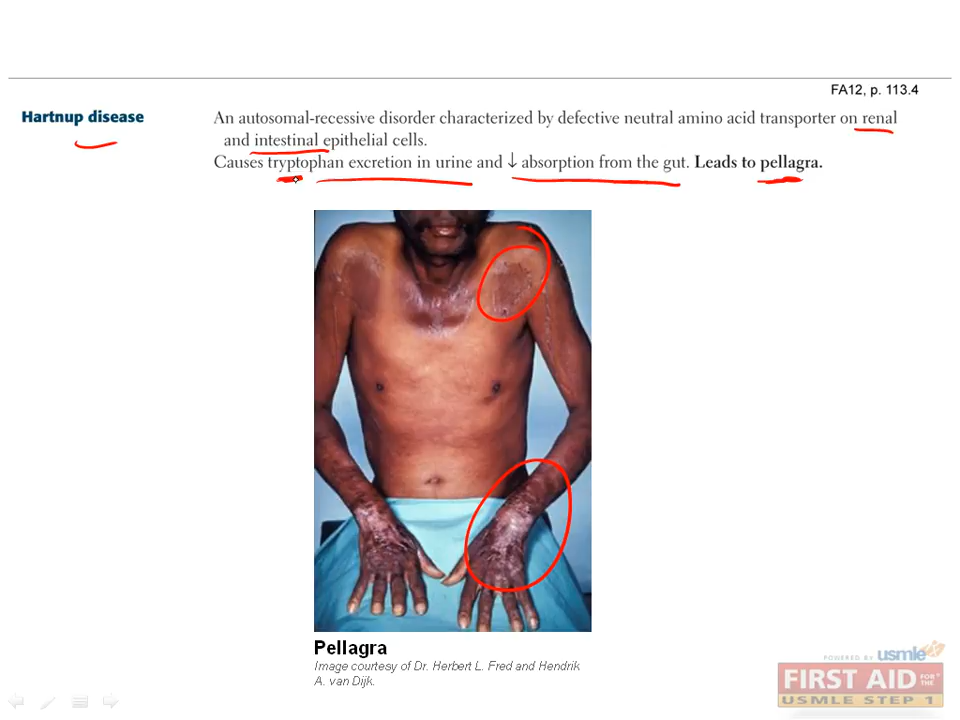 FA12, p. 113.4
Hartnup disease
An autosomal-recessive disorder characterized by defective neutral amino acid transporter on renal
and intestinal epithelial cells.
Causes tryptophan excretion in urine and ↓ absorption from the gut. Leads to pellagra.
Pellagra
Image courtesy of Dr. Herbert L. Fred and Hendrik
A. van Dijk.
POWERED BY usmle
FIRST AID FOR THE
USMLE STEP 1